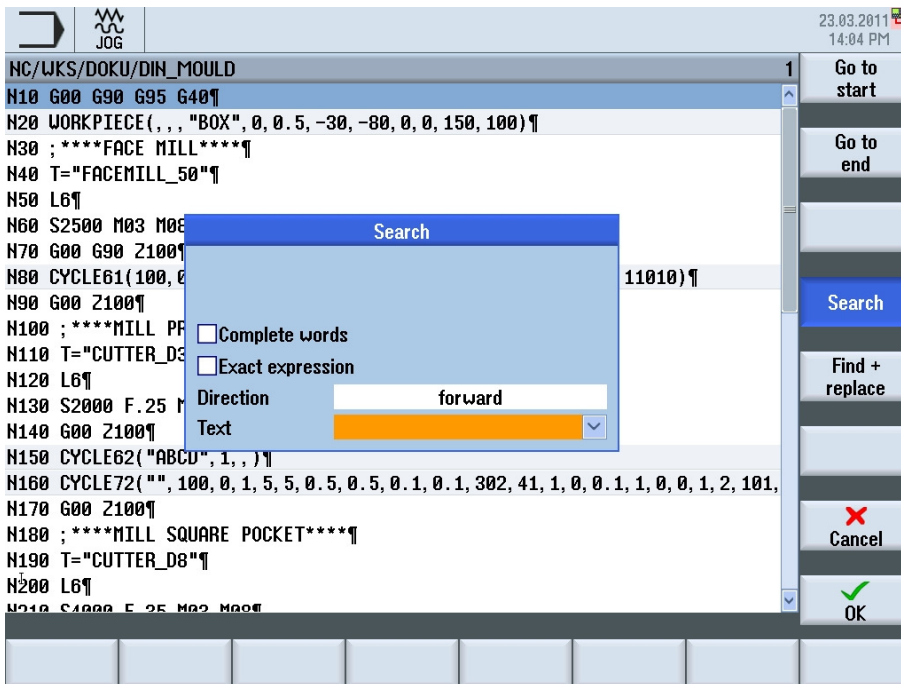 JOG
23.03.2011
14:04 PM
NC/WKS/DOKU/DIN_MOULD 1
N10 G00 G90 G95 G40¶
N20 WORKPIECE(,,,"BOX",0,0.5,-30,-80,0,0,150,100)¶
N30 ;****FACE MILL****¶
N40 T="FACEMILL_50"¶
N50 L6¶
N60 S2500 M03 M08
N70 G00 G90 Z100¶
N80 CYCLE61(100,0 11010)¶
N90 G00 Z100¶
N100 ;****MILL PR
N110 T="CUTTER_D3
N120 L6¶
N130 S2000 F.25 M
N140 G00 Z100¶
N150 CYCLE62("ABCD",1,,)¶
N160 CYCLE72("",100,0,1,5,5,0.5,0.5,0.1,0.1,302,41,1,0,0.1,1,0,0,1,2,101,
N170 G00 Z100¶
N180 ;****MILL SQUARE POCKET****¶
N190 T="CUTTER_D8"¶
N200 L6¶
Search
Complete words
Exact expression
Direction forward
Text
Go to
start
Go to
end
Search
Find +
replace
Cancel
OK